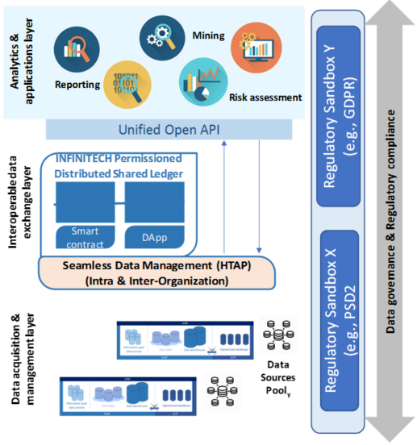 Analytics &
applications layer
Mining
Reporting
Risk assessment
Unified Open API
Interoperable data
exchange layer
INFINITECH Permissioned
Distributed Shared Ledger
Smart
contract
DApp
Seamless Data Management (HTAP)
(Intra & Inter-Organization)
Data acquisition &
management layer
Data
Sources
Pooly
Regulatory Sandbox Y
(e.g., GDPR)
Regulatory Sandbox X
(e.g., PSD2
Data governance & Regulatory compliance